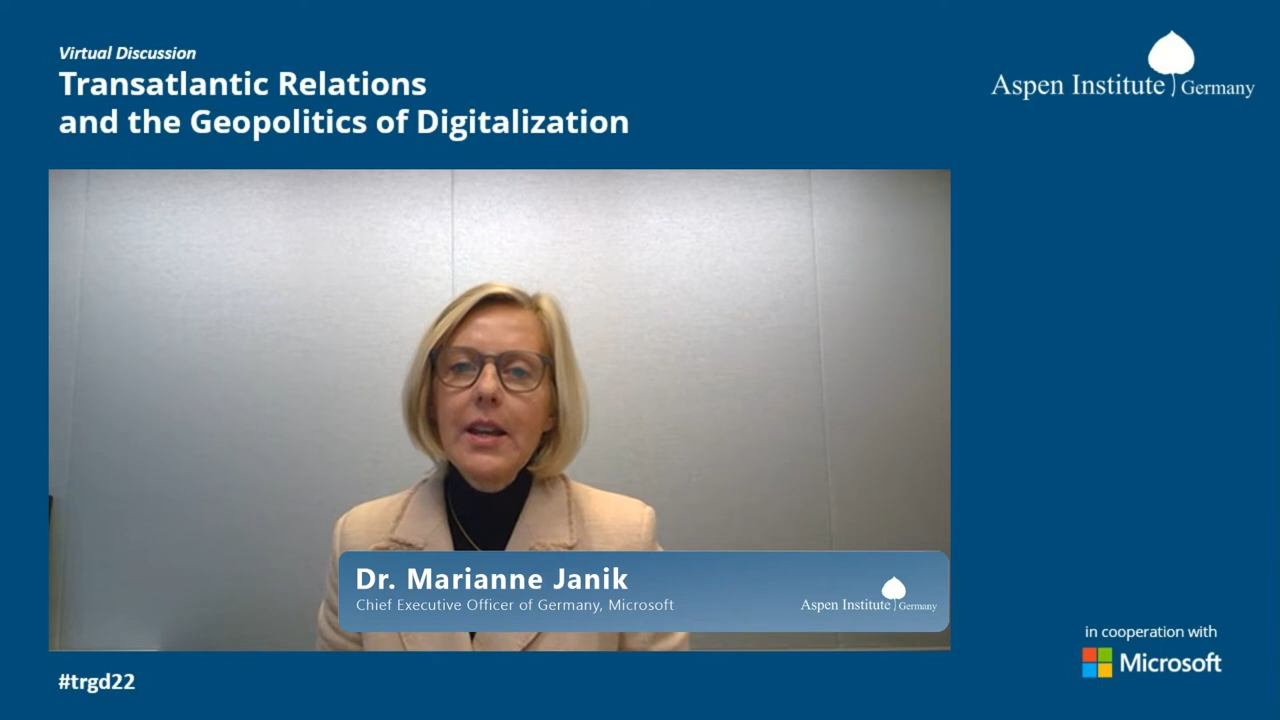 Virtual Discussion
Transatlantic Relations
and the Geopolitics of Digitalization
Aspen Institute Germany
Dr. Marianne Janik
Chief Executive Officer of Germany, Microsoft
Aspen Institute Germany
in cooperation with
Microsoft
#trgd22